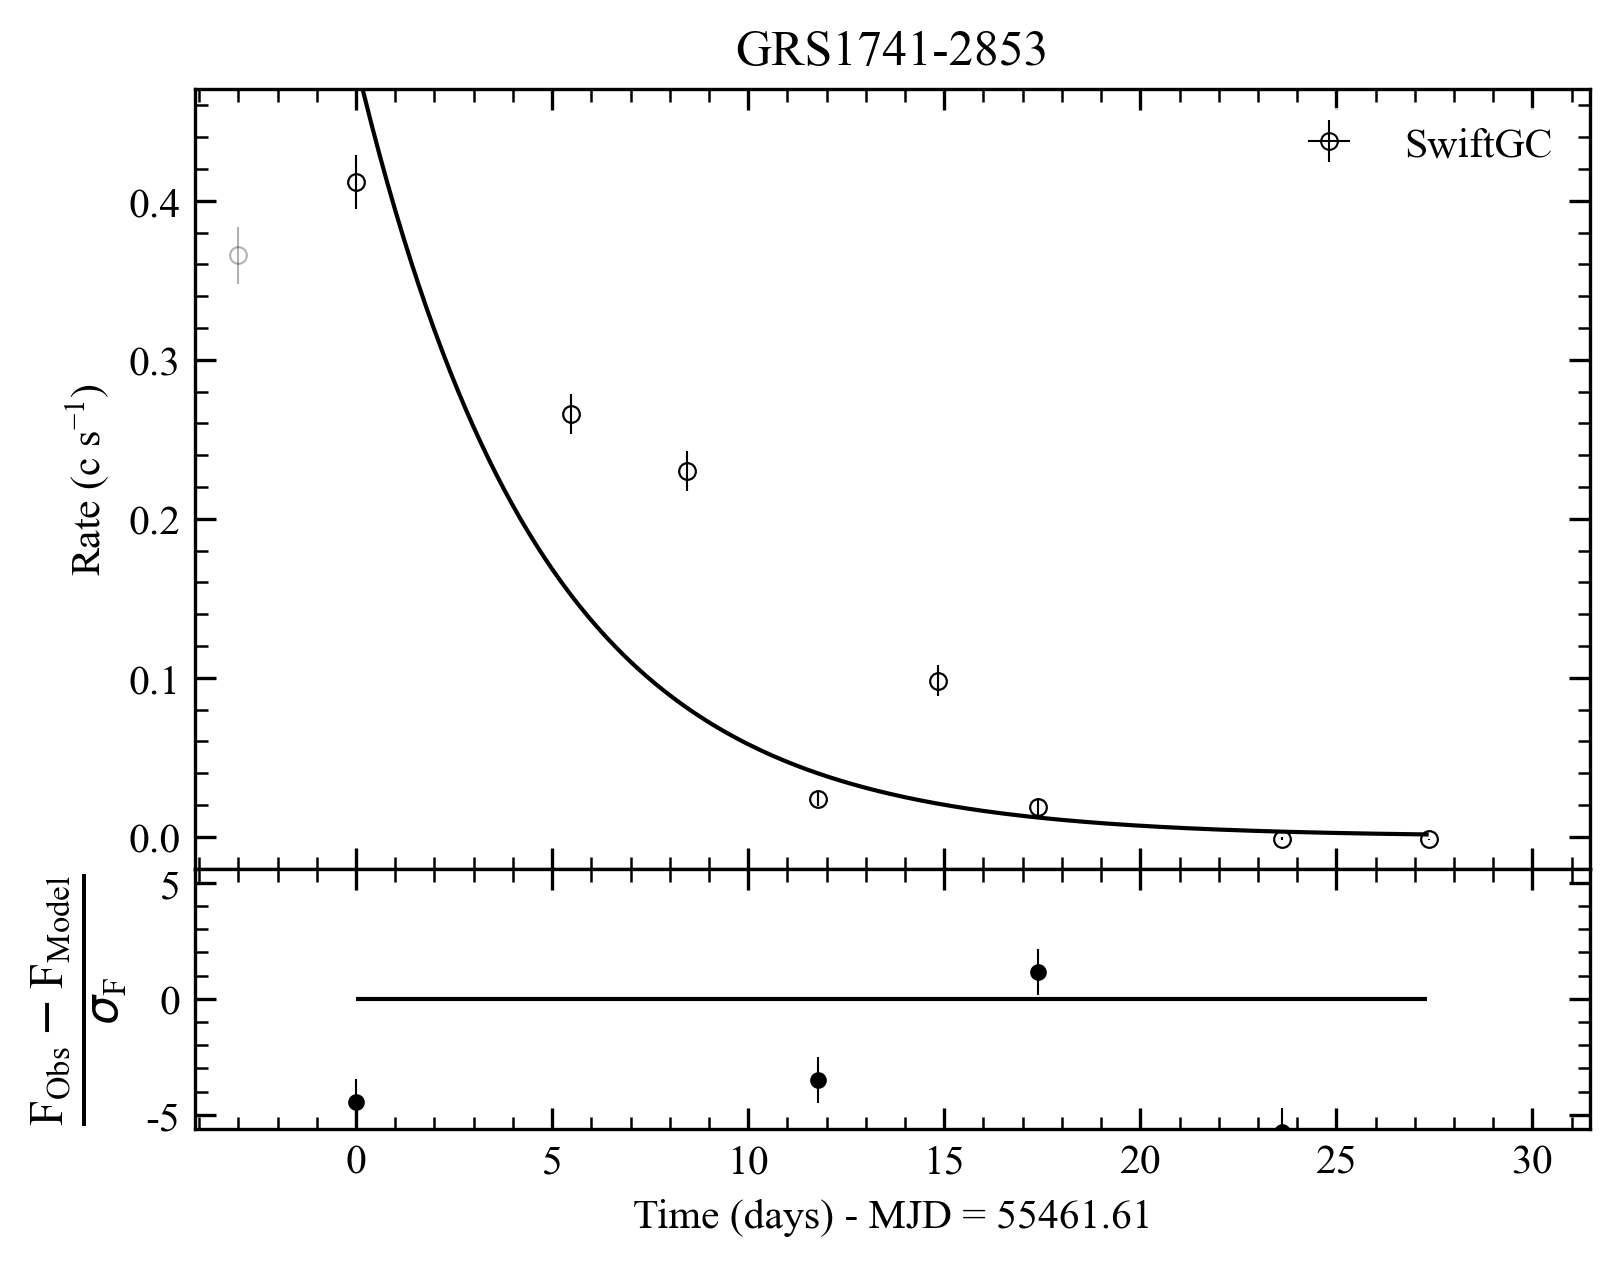 GRS1741-2853
SwiftGC
0.4
0.3
0.2
0.1
0.0
Rate (c s⁻¹)
5
0
-5
F_Obs − F_Model
σ_F
0 5 10 15 20 25 30
Time (days) - MJD = 55461.61